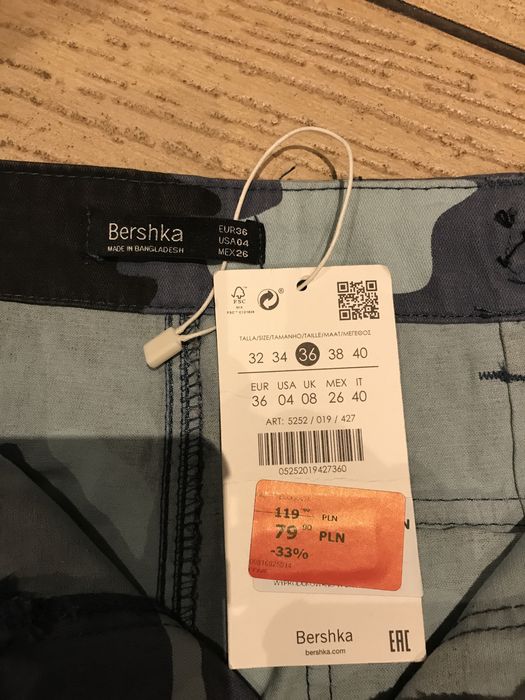 Bershka
MADE IN BANGLADESH
EUR36
USA04
MEX26
FSC
MIX
TALLA/SIZE/TAMANHO/TAILLE/MAAT/ΜΕΓΕΘΟΣ
32 34 36 38 40
EUR USA UK MEX IT
36 04 08 26 40
ART: 5252 / 019 / 427
05252019427360
119 PLN
79 90 PLN
-33%
Bershka
bershka.com
EAC